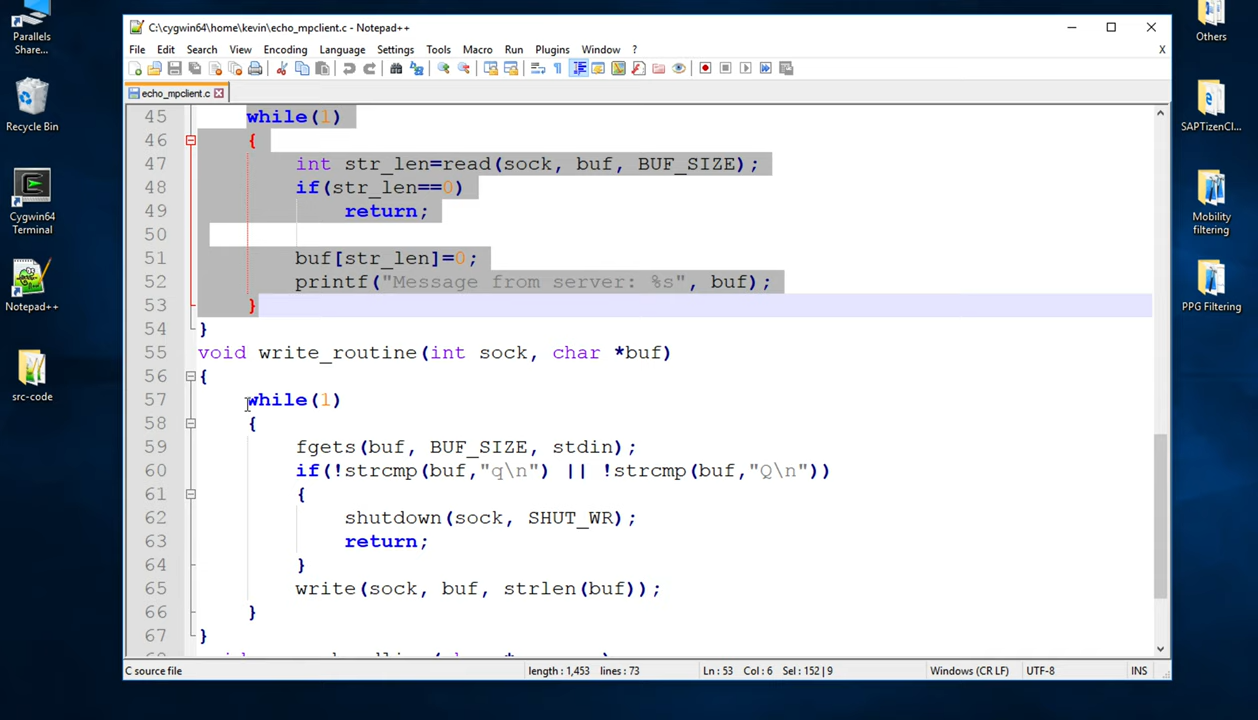 Parallels
Share...
Recycle Bin
Cygwin64
Terminal
Notepad++
src-code
Others
SAPTizenCl...
Mobility
filtering
PPG Filtering
C:\cygwin64\home\kevin\echo_mpclient.c - Notepad++
File Edit Search View Encoding Language Settings Tools Macro Run Plugins Window ? X
echo_mpclient.c
45 while(1)
46 {
47 int str_len=read(sock, buf, BUF_SIZE);
48 if(str_len==0)
49 return;
50
51 buf[str_len]=0;
52 printf("Message from server: %s", buf);
53 }
54 }
55 void write_routine(int sock, char *buf)
56 {
57 while(1)
58 {
59 fgets(buf, BUF_SIZE, stdin);
60 if(!strcmp(buf,"q\n") || !strcmp(buf,"Q\n"))
61 {
62 shutdown(sock, SHUT_WR);
63 return;
64 }
65 write(sock, buf, strlen(buf));
66 }
67 }
C source file length : 1,453 lines : 73 Ln : 53 Col : 6 Sel : 152 | 9 Windows (CR LF) UTF-8 INS